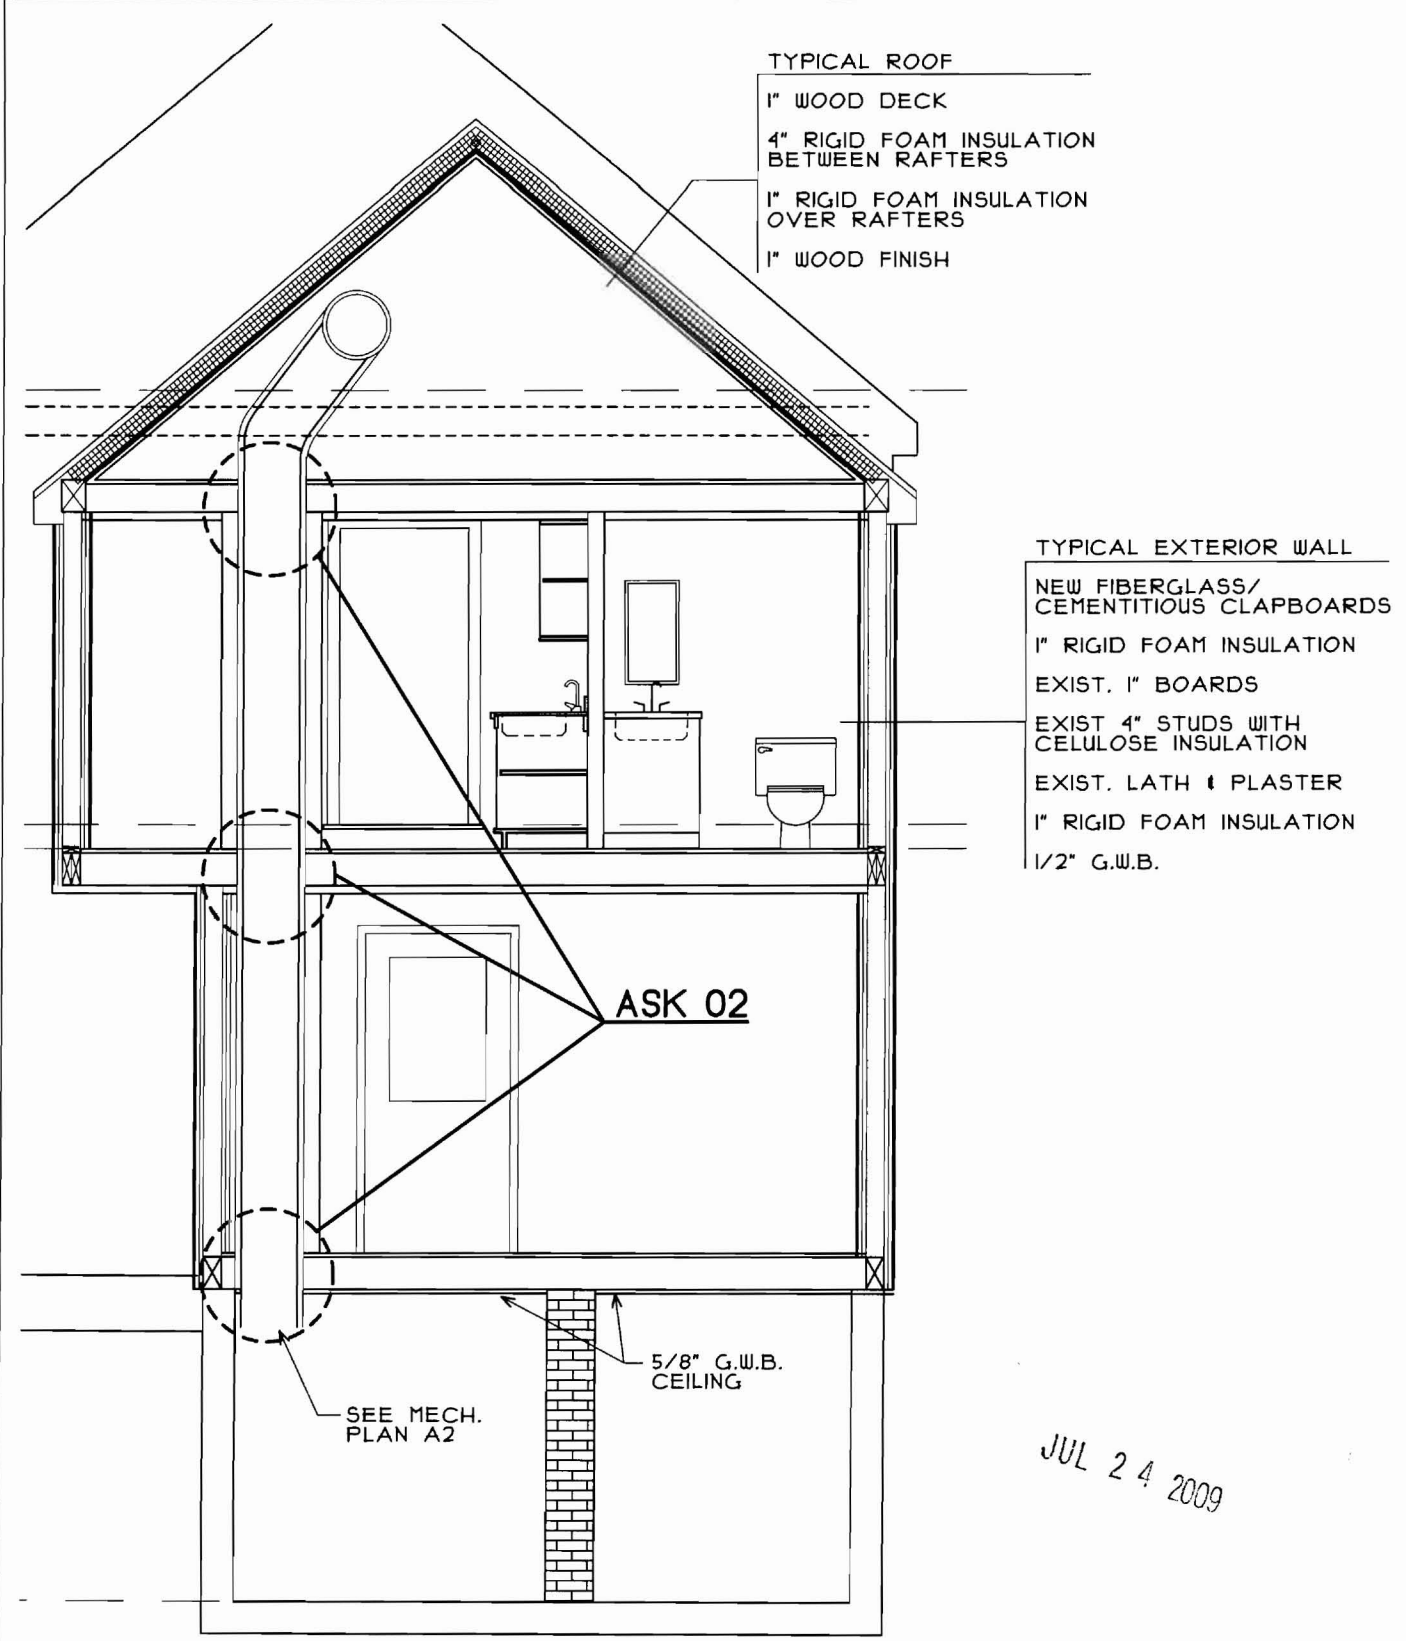 TYPICAL ROOF
1" WOOD DECK
4" RIGID FOAM INSULATION
BETWEEN RAFTERS
1" RIGID FOAM INSULATION
OVER RAFTERS
1" WOOD FINISH
TYPICAL EXTERIOR WALL
NEW FIBERGLASS/
CEMENTITIOUS CLAPBOARDS
1" RIGID FOAM INSULATION
EXIST. 1" BOARDS
EXIST 4" STUDS WITH
CELULOSE INSULATION
EXIST. LATH & PLASTER
1" RIGID FOAM INSULATION
1/2" G.W.B.
ASK 02
5/8" G.W.B.
CEILING
SEE MECH.
PLAN A2
JUL 24 2009